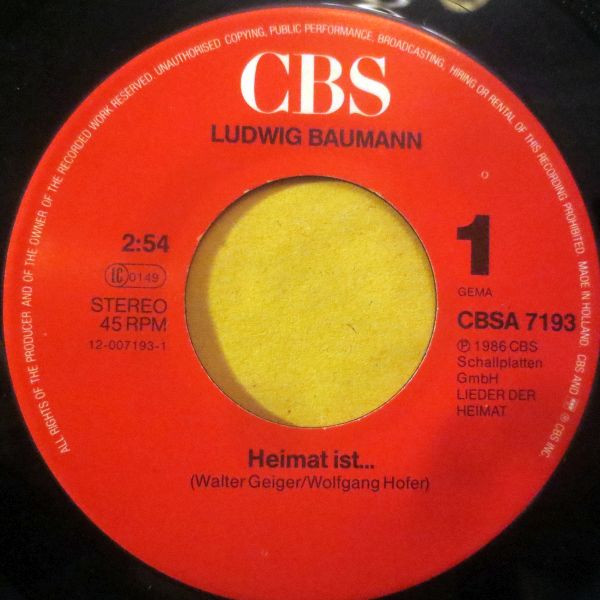 ALL RIGHTS OF THE PRODUCER AND OF THE OWNER OF THE RECORDED WORK RESERVED. UNAUTHORISED COPYING, PUBLIC PERFORMANCE, BROADCASTING, HIRING OR RENTAL OF THIS RECORDING PROHIBITED. MADE IN HOLLAND. CBS AND ® CBS INC.
CBS
LUDWIG BAUMANN
2:54
LC 0149
STEREO
45 RPM
12-007193-1
1
GEMA
CBSA 7193
Ⓟ 1986 CBS
Schallplatten
GmbH
LIEDER DER
HEIMAT
Heimat ist...
(Walter Geiger/Wolfgang Hofer)